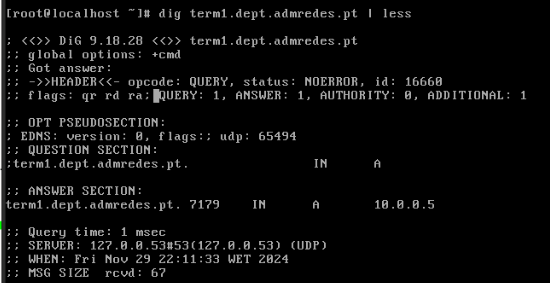 [root@localhost ~]# dig term1.dept.admredes.pt | less
; <<>> DiG 9.18.28 <<>> term1.dept.admredes.pt
;; global options: +cmd
;; Got answer:
;; ->>HEADER<<- opcode: QUERY, status: NOERROR, id: 16660
;; flags: qr rd ra; QUERY: 1, ANSWER: 1, AUTHORITY: 0, ADDITIONAL: 1
;; OPT PSEUDOSECTION:
; EDNS: version: 0, flags:; udp: 65494
;; QUESTION SECTION:
;term1.dept.admredes.pt. IN A
;; ANSWER SECTION:
term1.dept.admredes.pt. 7179 IN A 10.0.0.5
;; Query time: 1 msec
;; SERVER: 127.0.0.53#53(127.0.0.53) (UDP)
;; WHEN: Fri Nov 29 22:11:33 WET 2024
;; MSG SIZE rcvd: 67